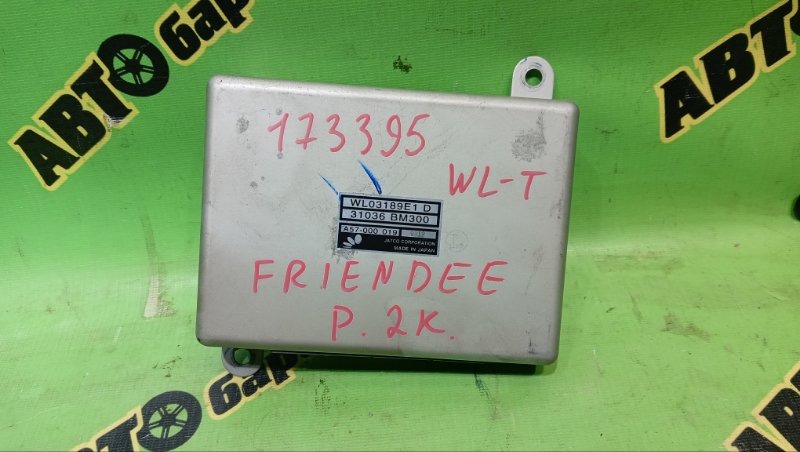 АВТО бар
АВТО
173395
WL-T
WL03189E1 D
31036 BM300
A57-000 019
JATCO CORPORATION
MADE IN JAPAN
FRIENDEE
P. 2K.
АВТО бар
АВТО